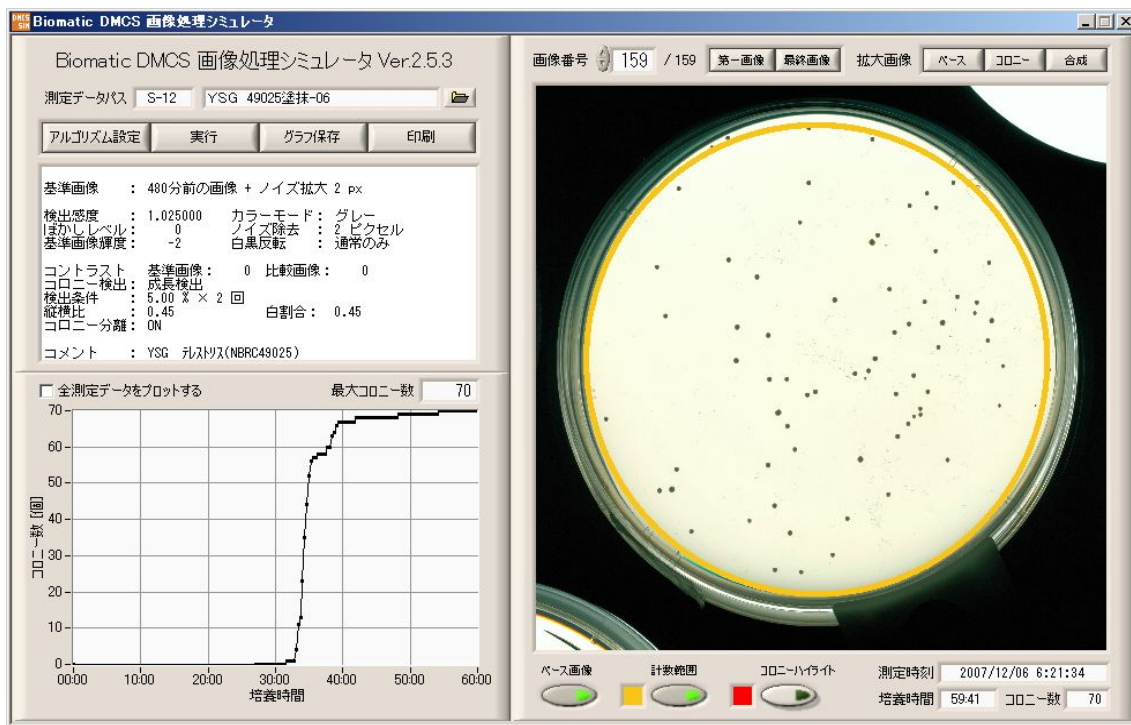 Biomatic DMCS 画像処理シミュレータ
Biomatic DMCS 画像処理シミュレータ Ver.2.5.3
測定データパス S-12 YSG 49025塗抹-06
アルゴリズム設定 実行 グラフ保存 印刷
基準画像 : 480分前の画像 + ノイズ拡大 2 px
検出感度 : 1.025000 カラーモード : グレー
ぼかしレベル : 0 ノイズ除去 : 2 ピクセル
基準画像輝度 : -2 白黒反転 : 通常のみ
コントラスト 基準画像 : 0 比較画像 : 0
コロニー検出 : 成長検出
検出条件 : 5.00 % × 2 回
縦横比 : 0.45 白割合 : 0.45
コロニー分離 : ON
コメント : YSG テレストリス(NBRC49025)
全測定データをプロットする 最大コロニー数 70
コロニー数 [個]
70
60
50
40
30
20
10
0
00:00 10:00 20:00 30:00 40:00 50:00 60:00
培養時間
画像番号 159 / 159 第一画像 最終画像 拡大画像 ベース コロニー 合成
ベース画像 計数範囲 コロニーハイライト 測定時刻 2007/12/06 6:21:34
培養時間 59:41 コロニー数 70